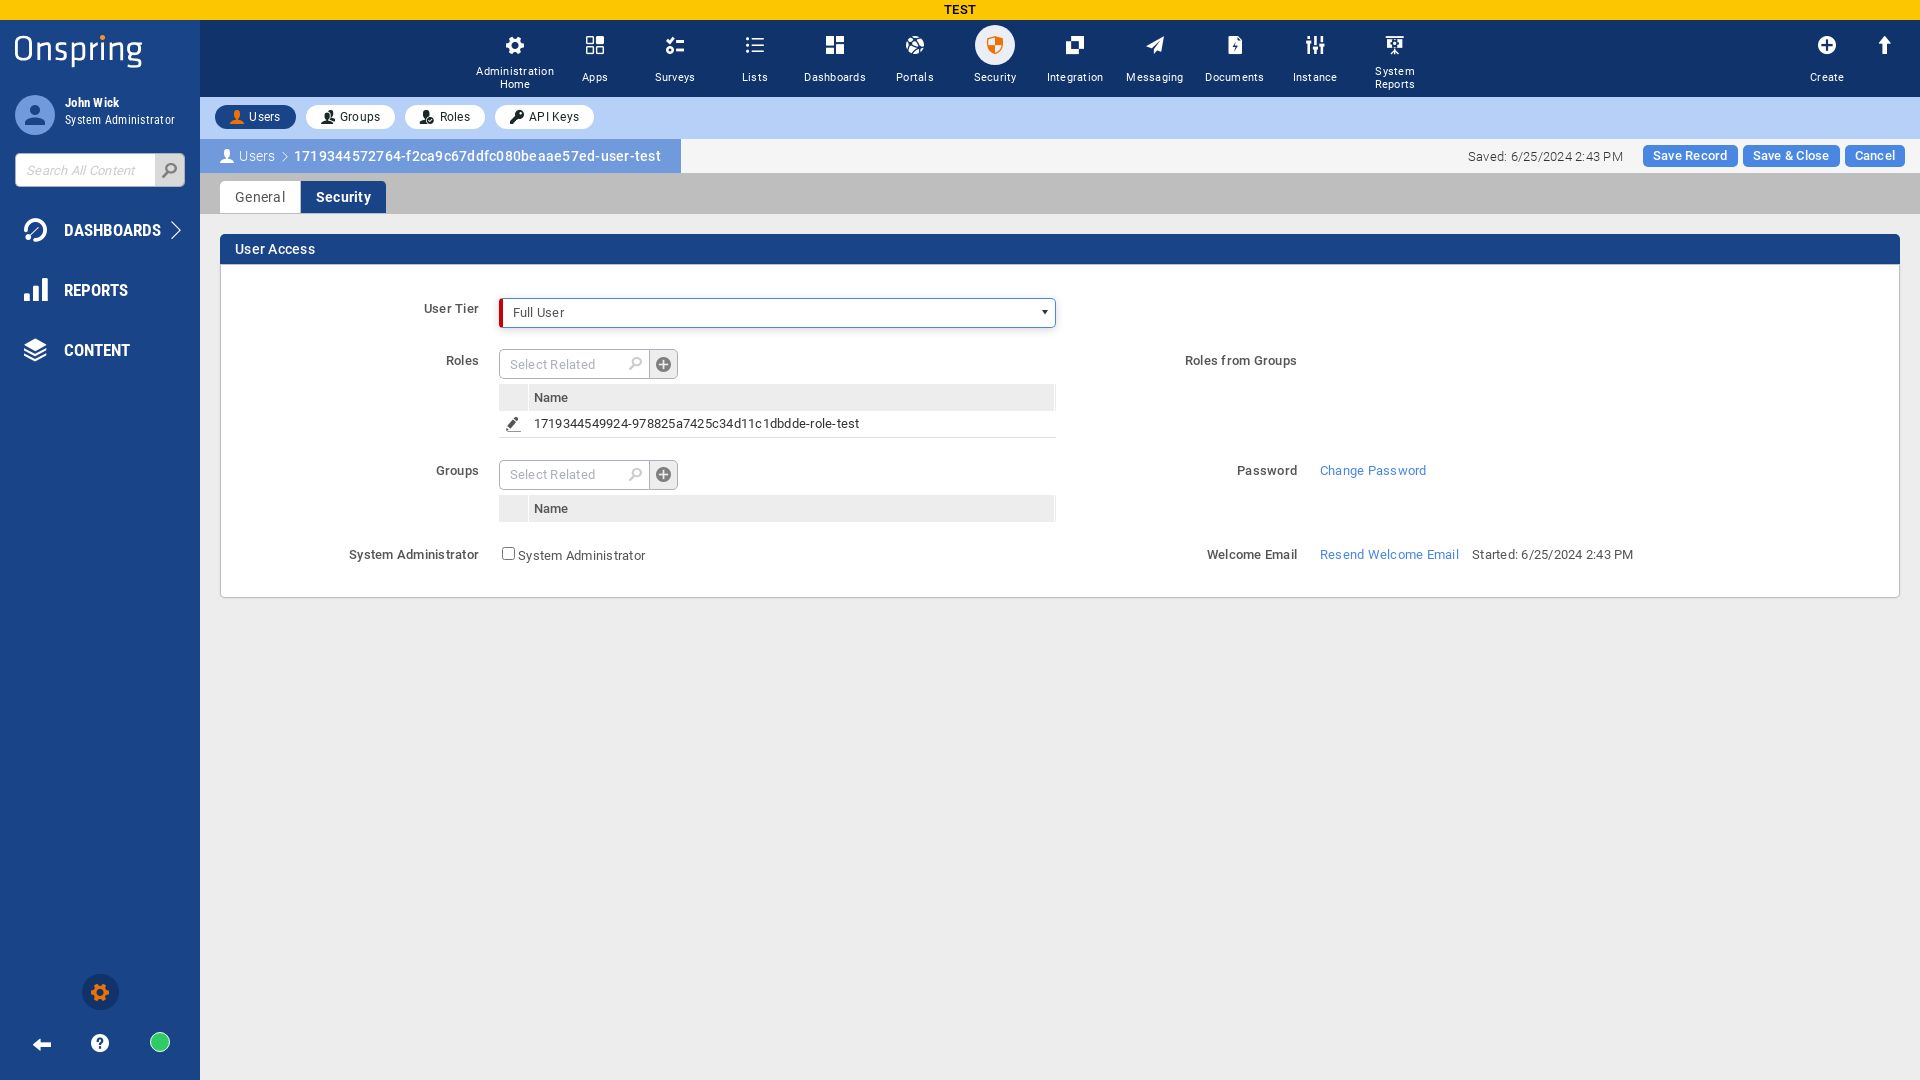 TEST
Onspring
John Wick
System Administrator
Search All Content
DASHBOARDS
REPORTS
CONTENT
Administration Home
Apps
Surveys
Lists
Dashboards
Portals
Security
Integration
Messaging
Documents
Instance
System Reports
Create
Users
Groups
Roles
API Keys
Users
1719344572764-f2ca9c67ddfc080beaae57ed-user-test
Saved: 6/25/2024 2:43 PM
Save Record
Save & Close
Cancel
General
Security
User Access
User Tier
Full User
Roles
Select Related
Name
1719344549924-978825a7425c34d11c1dbdde-role-test
Roles from Groups
Groups
Select Related
Name
Password
Change Password
System Administrator
System Administrator
Welcome Email
Resend Welcome Email
Started: 6/25/2024 2:43 PM